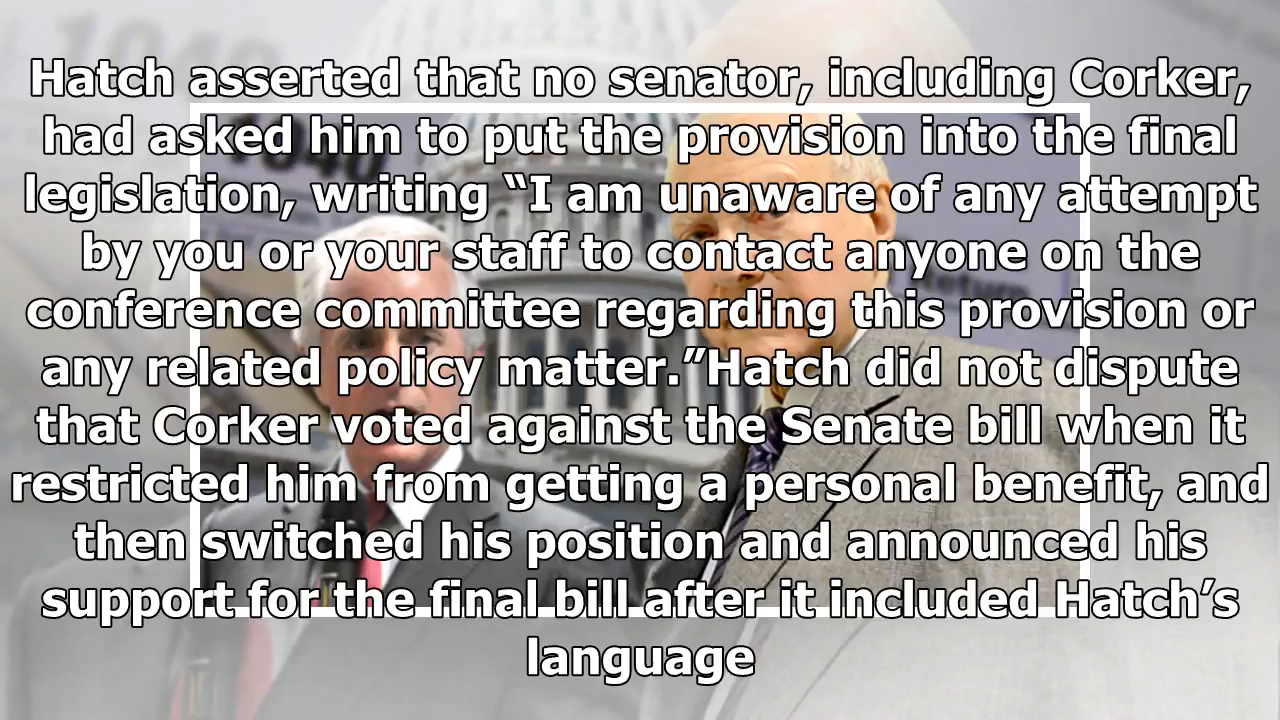 1040
1040
Return
Hatch asserted that no senator, including Corker,
had asked him to put the provision into the final
legislation, writing “I am unaware of any attempt
by you or your staff to contact anyone on the
conference committee regarding this provision or
any related policy matter.”Hatch did not dispute
that Corker voted against the Senate bill when it
restricted him from getting a personal benefit, and
then switched his position and announced his
support for the final bill after it included Hatch’s
language